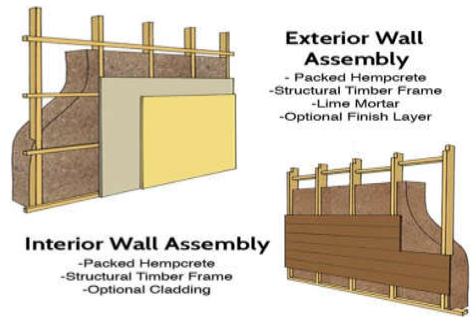 Exterior Wall
Assembly
- Packed Hempcrete
-Structural Timber Frame
-Lime Mortar
-Optional Finish Layer
Interior Wall Assembly
-Packed Hempcrete
-Structural Timber Frame
-Optional Cladding